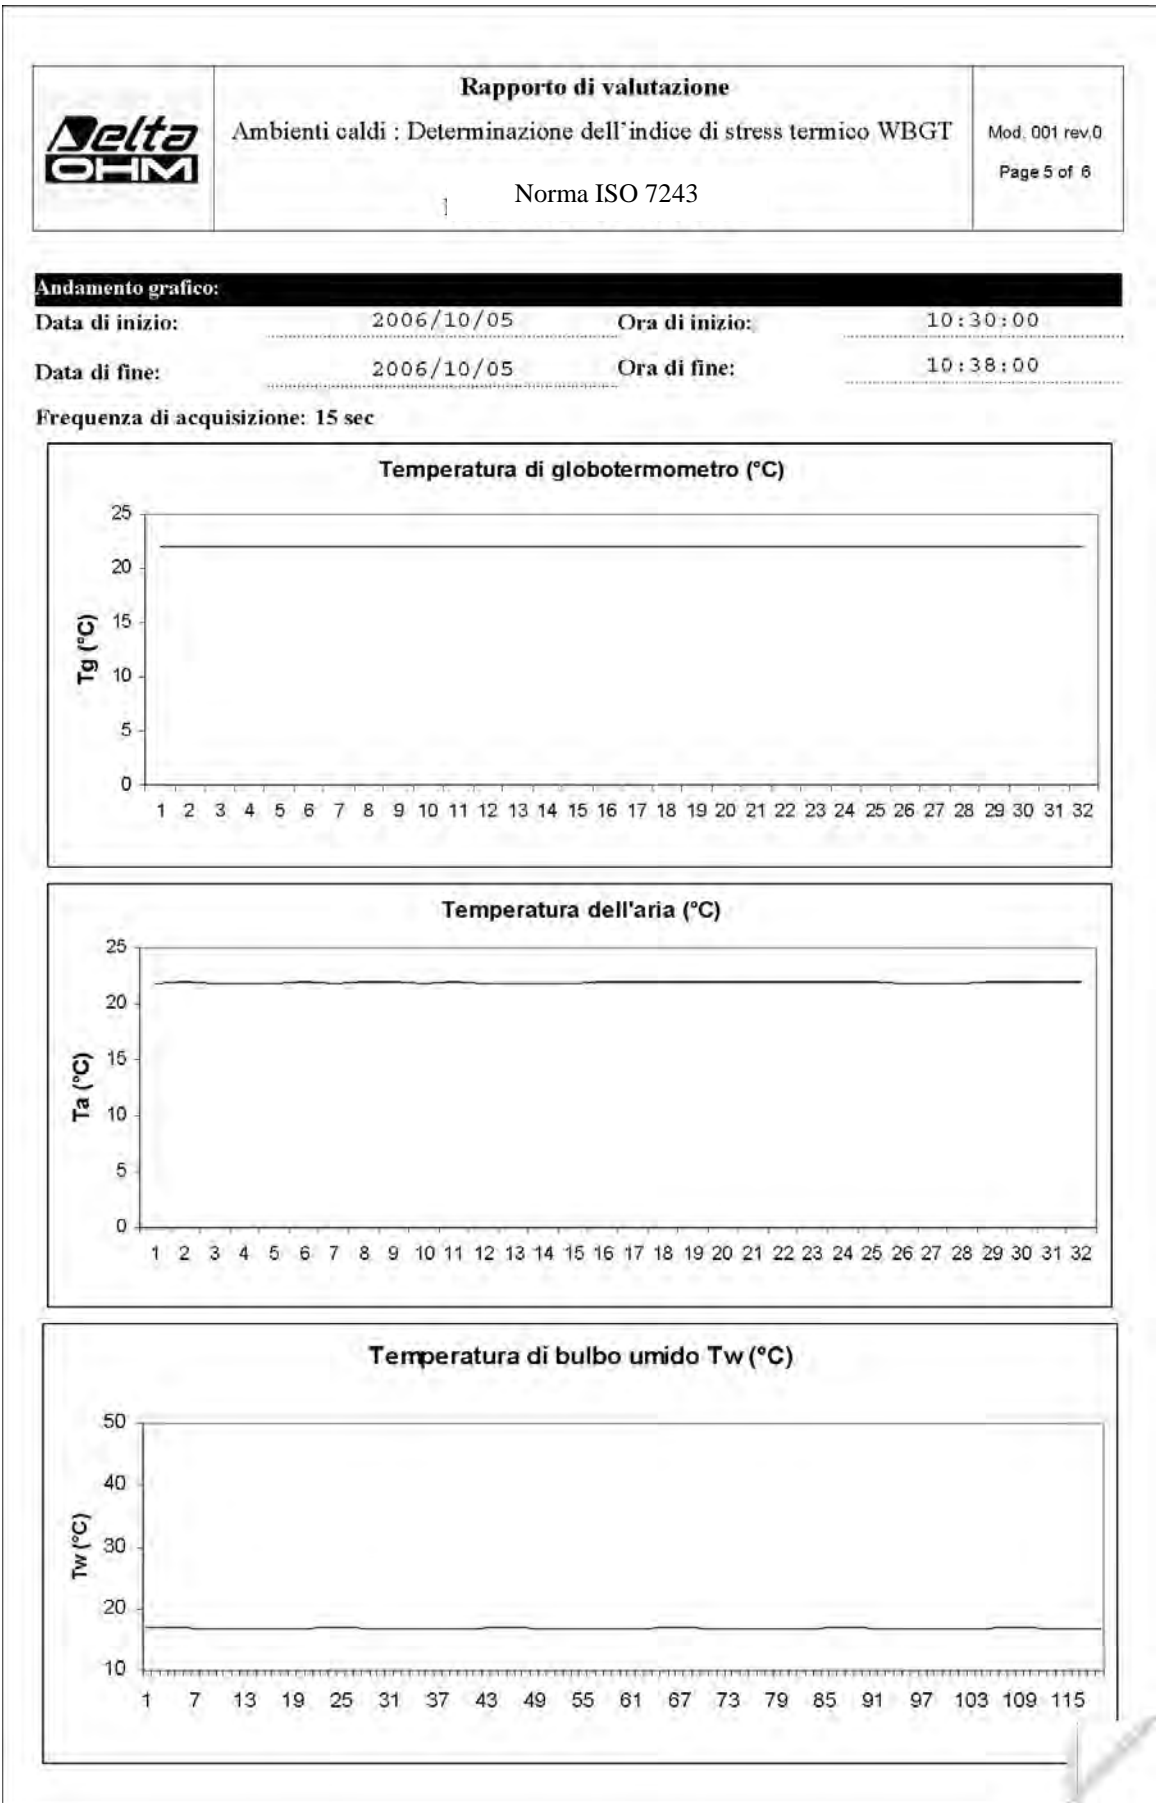 Delta
OHM
Rapporto di valutazione
Ambienti caldi : Determinazione dell'indice di stress termico WBGT
Norma ISO 7243
Mod. 001 rev,0
Page 5 of 6
Andamento grafico:
Data di inizio: 2006/10/05 Ora di inizio: 10:30:00
Data di fine: 2006/10/05 Ora di fine: 10:38:00
Frequenza di acquisizione: 15 sec
Temperatura di globotermometro (°C)
Tg (°C)
25
20
15
10
5
0
1 2 3 4 5 6 7 8 9 10 11 12 13 14 15 16 17 18 19 20 21 22 23 24 25 26 27 28 29 30 31 32
Temperatura dell'aria (°C)
Ta (°C)
25
20
15
10
5
0
1 2 3 4 5 6 7 8 9 10 11 12 13 14 15 16 17 18 19 20 21 22 23 24 25 26 27 28 29 30 31 32
Temperatura di bulbo umido Tw (°C)
Tw (°C)
50
40
30
20
10
1 7 13 19 25 31 37 43 49 55 61 67 73 79 85 91 97 103 109 115